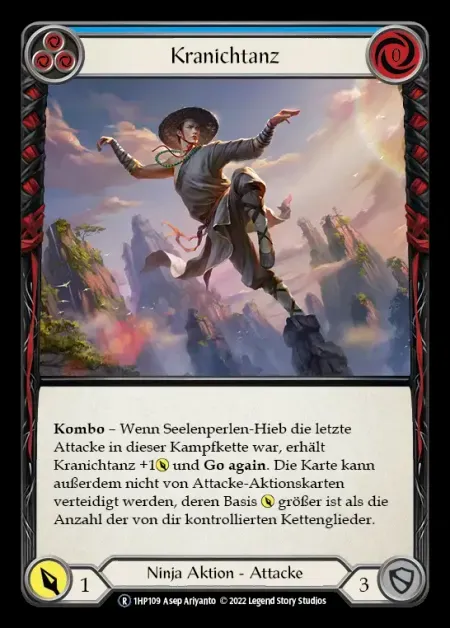 Kranichtanz
0
Kombo – Wenn Seelenperlen-Hieb die letzte
Attacke in dieser Kampfkette war, erhält
Kranichtanz +1 und Go again. Die Karte kann
außerdem nicht von Attacke-Aktionskarten
verteidigt werden, deren Basis größer ist als die
Anzahl der von dir kontrollierten Kettenglieder.
1
Ninja Aktion - Attacke
3
R 1HP109 Asep Ariyanto © 2022 Legend Story Studios